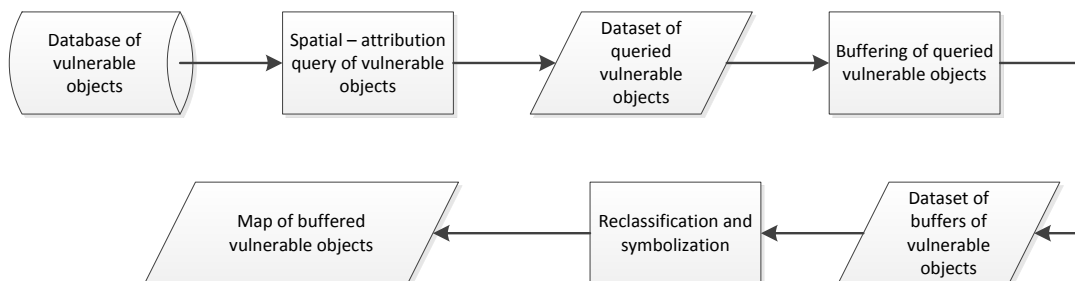 Database of
vulnerable
objects
Spatial – attribution
query of vulnerable
objects
Dataset of
queried
vulnerable
objects
Buffering of queried
vulnerable objects
Map of buffered
vulnerable objects
Reclassification and
symbolization
Dataset of
buffers of
vulnerable
objects